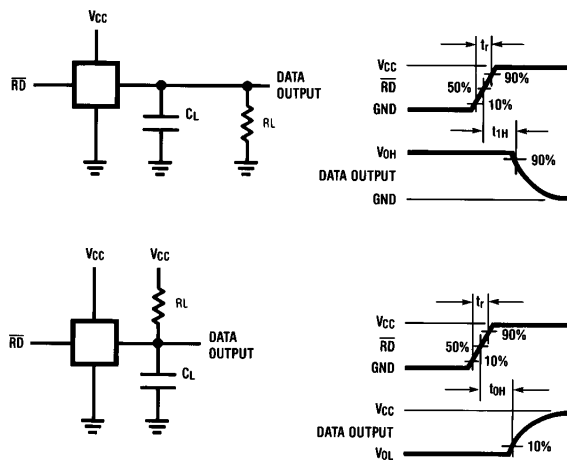 VCC
RD
DATA
OUTPUT
CL
RL
tr
VCC
90%
50%
RD
10%
GND
t1H
VOH
90%
DATA OUTPUT
GND
VCC
VCC
RL
RD
DATA
OUTPUT
CL
tr
VCC
90%
RD
50%
10%
GND
t0H
VCC
DATA OUTPUT
10%
VOL